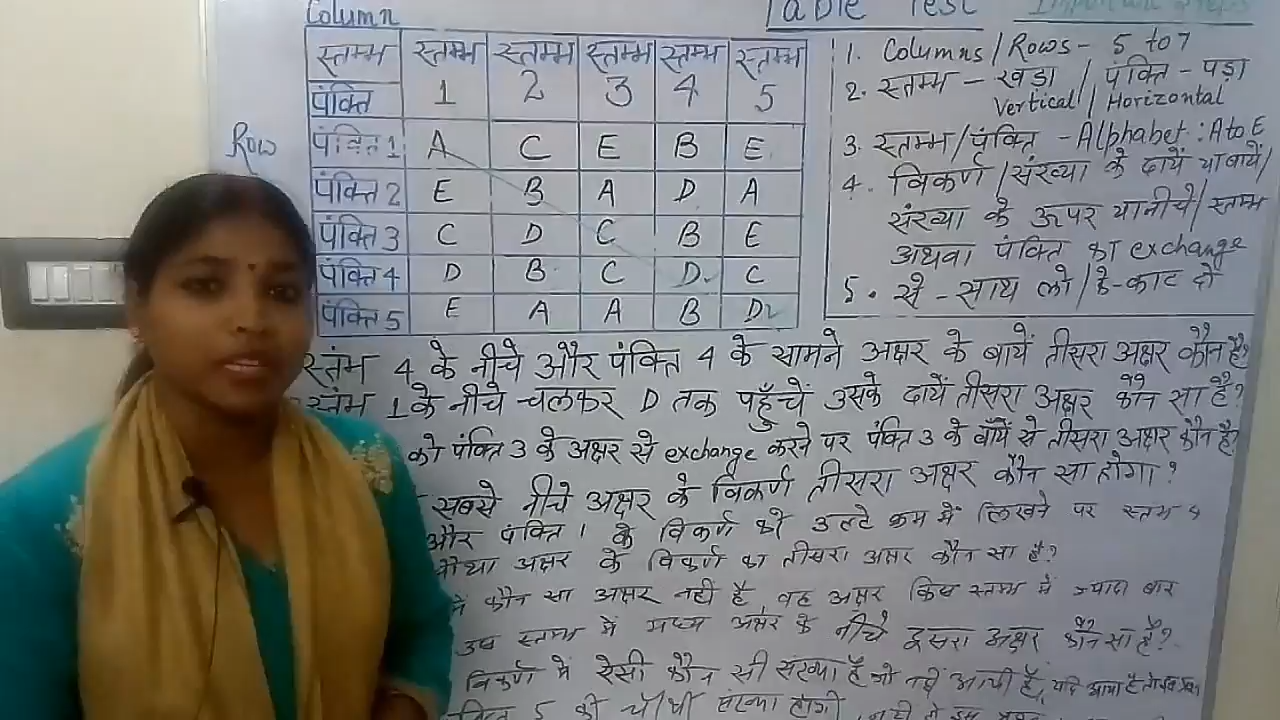 Column
Table Test
Row
स्तम्भ स्तम्भ स्तम्भ स्तम्भ स्तम्भ स्तम्भ
पंक्ति 1 2 3 4 5
पंक्ति 1 A C E B E
पंक्ति 2 E B A D A
पंक्ति 3 C D C B E
पंक्ति 4 D B C D C
पंक्ति 5 E A A B D
1. Columns/Rows - 5 to 7
2. स्तम्भ - खड़ा / पंक्ति - पड़ा
Vertical / Horizontal
3. स्तम्भ/पंक्ति - Alphabet : A to E
4. विकर्ण / संख्या के दायें या बायें/
संख्या के ऊपर या नीचे/ स्तम्भ
अथवा पंक्ति का exchange
5. से - साथ लो / है - काट दो
स्तंभ 4 के नीचे और पंक्ति 4 के सामने अक्षर के बायें तीसरा अक्षर कौन है?
स्तंभ 1 के नीचे चलकर D तक पहुँचें उसके दायें तीसरा अक्षर कौन सा है?
को पंक्ति 3 के अक्षर से exchange करने पर पंक्ति 3 के बाँयें से तीसरा अक्षर कौन है?
सबसे नीचे अक्षर के विकर्ण तीसरा अक्षर कौन सा होगा?
और पंक्ति 1 के विकर्ण को उल्टे क्रम में लिखने पर स्तम्भ 4
चौथा अक्षर के विकर्ण का तीसरा अक्षर कौन सा है?
में कौन सा अक्षर नहीं है, वह अक्षर किस स्तम्भ में ज्यादा बार
उस स्तम्भ में मध्य अक्षर के नीचे दूसरा अक्षर कौन सा है?
विकर्ण में ऐसी कौन सी संख्या है जो नहीं आयी है, यदि आया है तो
5 की चौथी संख्या होगी